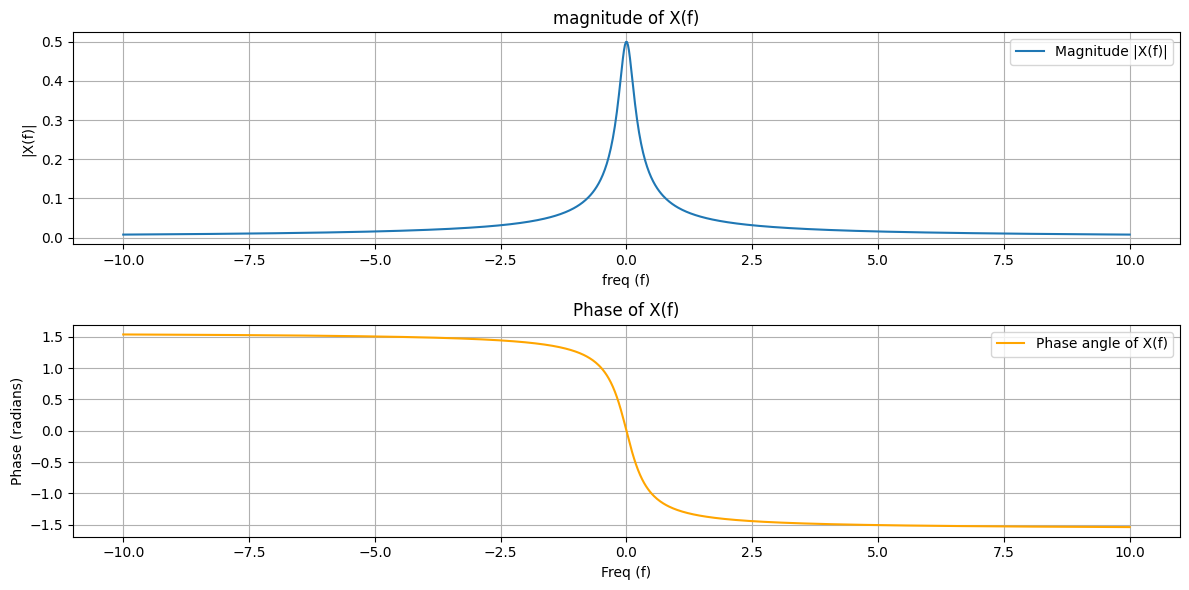 magnitude of X(f)
Magnitude |X(f)|
|X(f)|
0.5
0.4
0.3
0.2
0.1
0.0
−10.0 −7.5 −5.0 −2.5 0.0 2.5 5.0 7.5 10.0
freq (f)
Phase of X(f)
Phase angle of X(f)
Phase (radians)
1.5
1.0
0.5
0.0
−0.5
−1.0
−1.5
−10.0 −7.5 −5.0 −2.5 0.0 2.5 5.0 7.5 10.0
Freq (f)